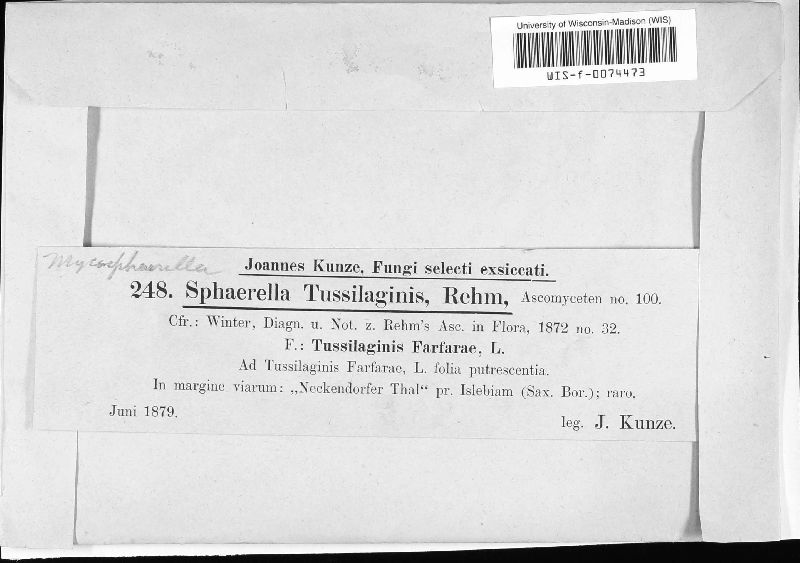 University of Wisconsin-Madison (WIS)
WIS-f-0074473
Mycosphaerella
Joannes Kunze, Fungi selecti exsiccati.
248. Sphaerella Tussilaginis, Rehm, Ascomyceten no. 100.
Cfr.: Winter, Diagn. u. Not. z. Rehm's Asc. in Flora, 1872 no. 32.
F.: Tussilaginis Farfarae, L.
Ad Tussilaginis Farfarae, L. folia putrescentia.
In margine viarum: „Neckendorfer Thal“ pr. Islebiam (Sax. Bor.); raro.
Juni 1879.
leg. J. Kunze.